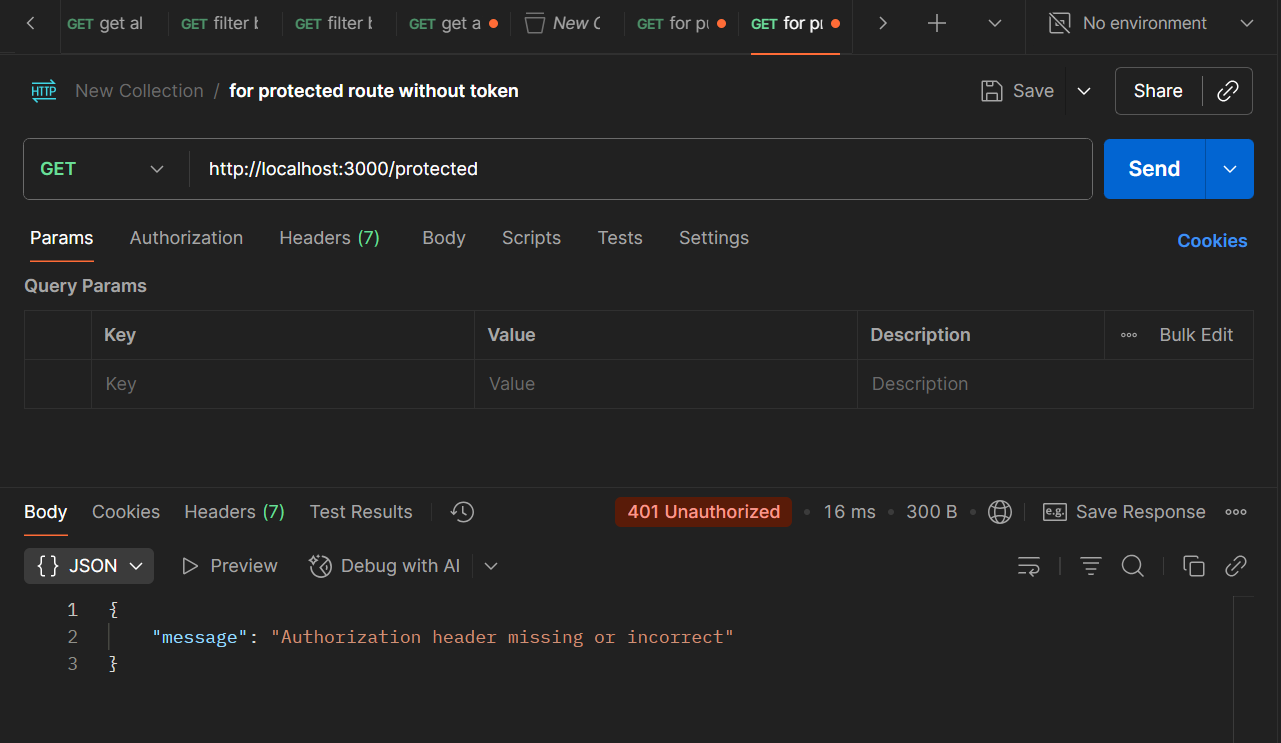 GET get al GET filter b GET filter b GET get a New C GET for pu GET for pu No environment
HTTP New Collection / for protected route without token Save Share
GET http://localhost:3000/protected Send
Params Authorization Headers (7) Body Scripts Tests Settings Cookies
Query Params
Key Value Description Bulk Edit
Key Value Description
Body Cookies Headers (7) Test Results 401 Unauthorized 16 ms 300 B e.g. Save Response
{} JSON Preview Debug with AI
1 {
2 "message": "Authorization header missing or incorrect"
3 }